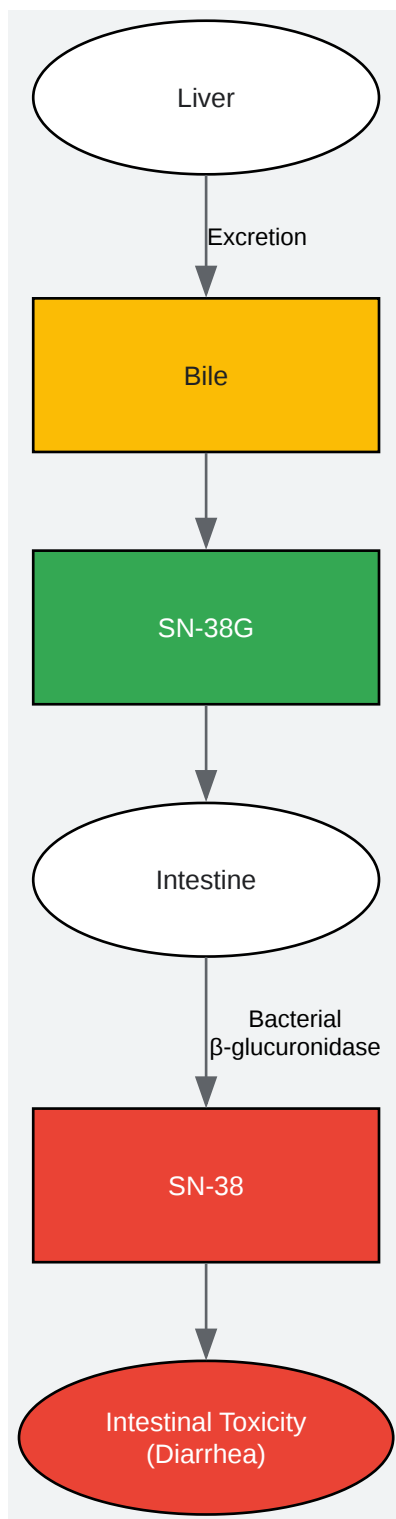 Liver
Excretion
Bile
SN-38G
Intestine
Bacterial
β-glucuronidase
SN-38
Intestinal Toxicity
(Diarrhea)